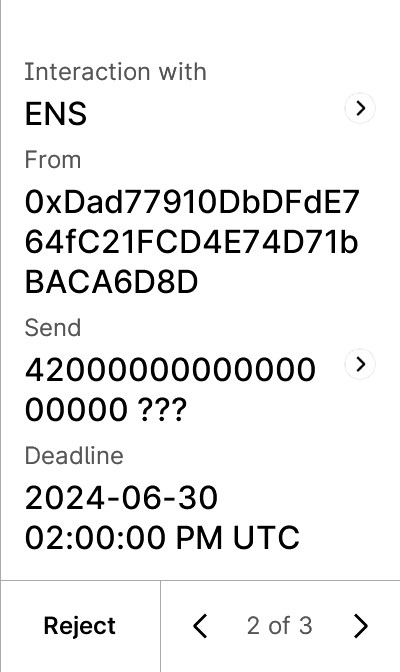 Interaction with
ENS
From
0xDad77910DbDFdE7
64fC21FCD4E74D71b
BACA6D8D
Send
42000000000000
00000 ???
Deadline
2024-06-30
02:00:00 PM UTC
Reject
2 of 3